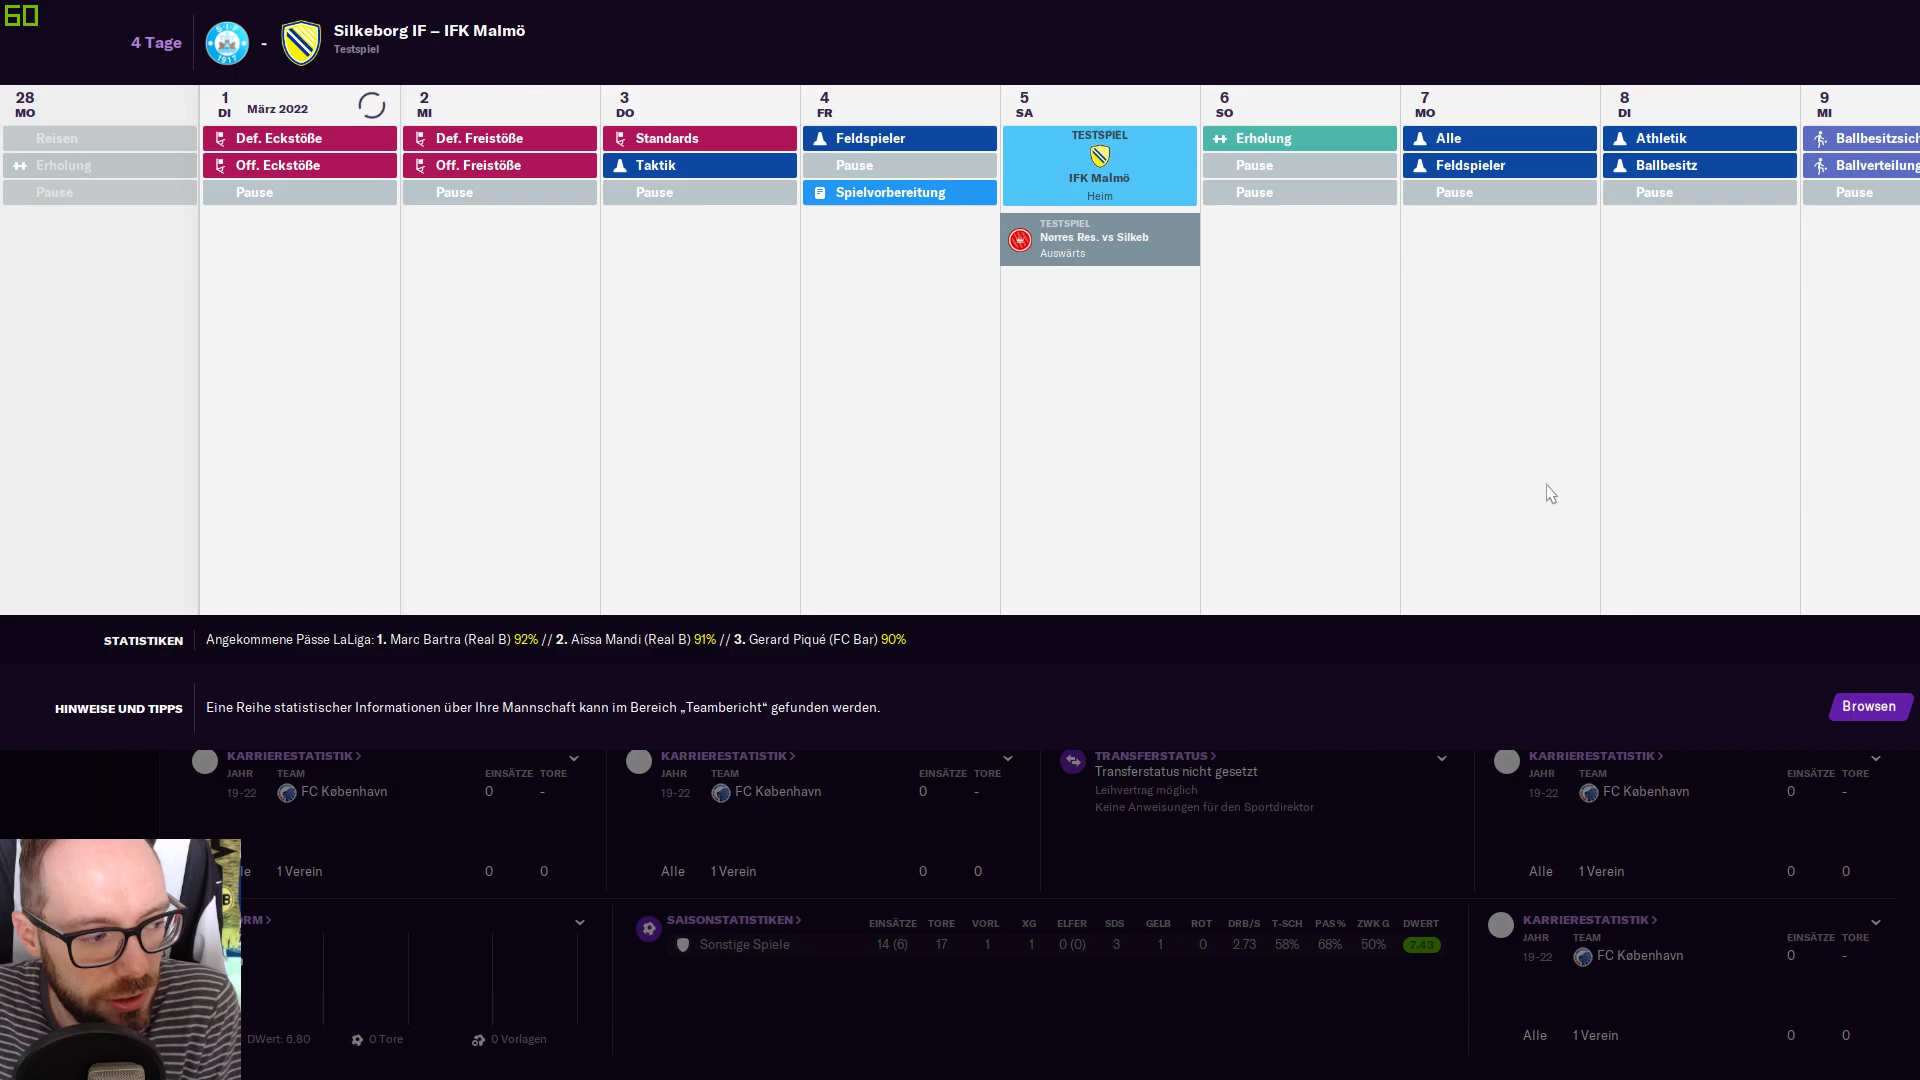 60
4 Tage
Silkeborg IF – IFK Malmö
Testspiel
28
MO
1
DI
März 2022
2
MI
3
DO
4
FR
5
SA
6
SO
7
MO
8
DI
9
MI
Reisen
Erholung
Pause
Def. Eckstöße
Off. Eckstöße
Pause
Def. Freistöße
Off. Freistöße
Pause
Standards
Taktik
Pause
Feldspieler
Pause
Spielvorbereitung
TESTSPIEL
IFK Malmö
Heim
TESTSPIEL
Nørres Res. vs Silkeb
Auswärts
Erholung
Pause
Pause
Alle
Feldspieler
Pause
Athletik
Ballbesitz
Pause
Ballbesitzsich
Ballverteilung
Pause
STATISTIKEN
Angekommene Pässe LaLiga: 1. Marc Bartra (Real B) 92% // 2. Aïssa Mandi (Real B) 91% // 3. Gerard Piqué (FC Bar) 90%
HINWEISE UND TIPPS
Eine Reihe statistischer Informationen über Ihre Mannschaft kann im Bereich „Teambericht“ gefunden werden.
Browsen
KARRIERESTATISTIK >
JAHR TEAM EINSÄTZE TORE
19-22 FC København 0 -
le 1 Verein 0 0
KARRIERESTATISTIK >
JAHR TEAM EINSÄTZE TORE
19-22 FC København 0 -
Alle 1 Verein 0 0
TRANSFERSTATUS >
Transferstatus nicht gesetzt
Leihvertrag möglich
Keine Anweisungen für den Sportdirektor
KARRIERESTATISTIK >
JAHR TEAM EINSÄTZE TORE
19-22 FC København 0 -
Alle 1 Verein 0 0
RM >
DWert: 6.80 0 Tore 0 Vorlagen
SAISONSTATISTIKEN >
EINSÄTZE TORE VORL XG ELFER SDS GELB ROT DRB/S T-SCH PAS% ZWK G DWERT
Sonstige Spiele 14 (6) 17 1 1 0 (0) 3 1 0 2.73 58% 68% 50% 7.43
KARRIERESTATISTIK >
JAHR TEAM EINSÄTZE TORE
19-22 FC København 0 -
Alle 1 Verein 0 0